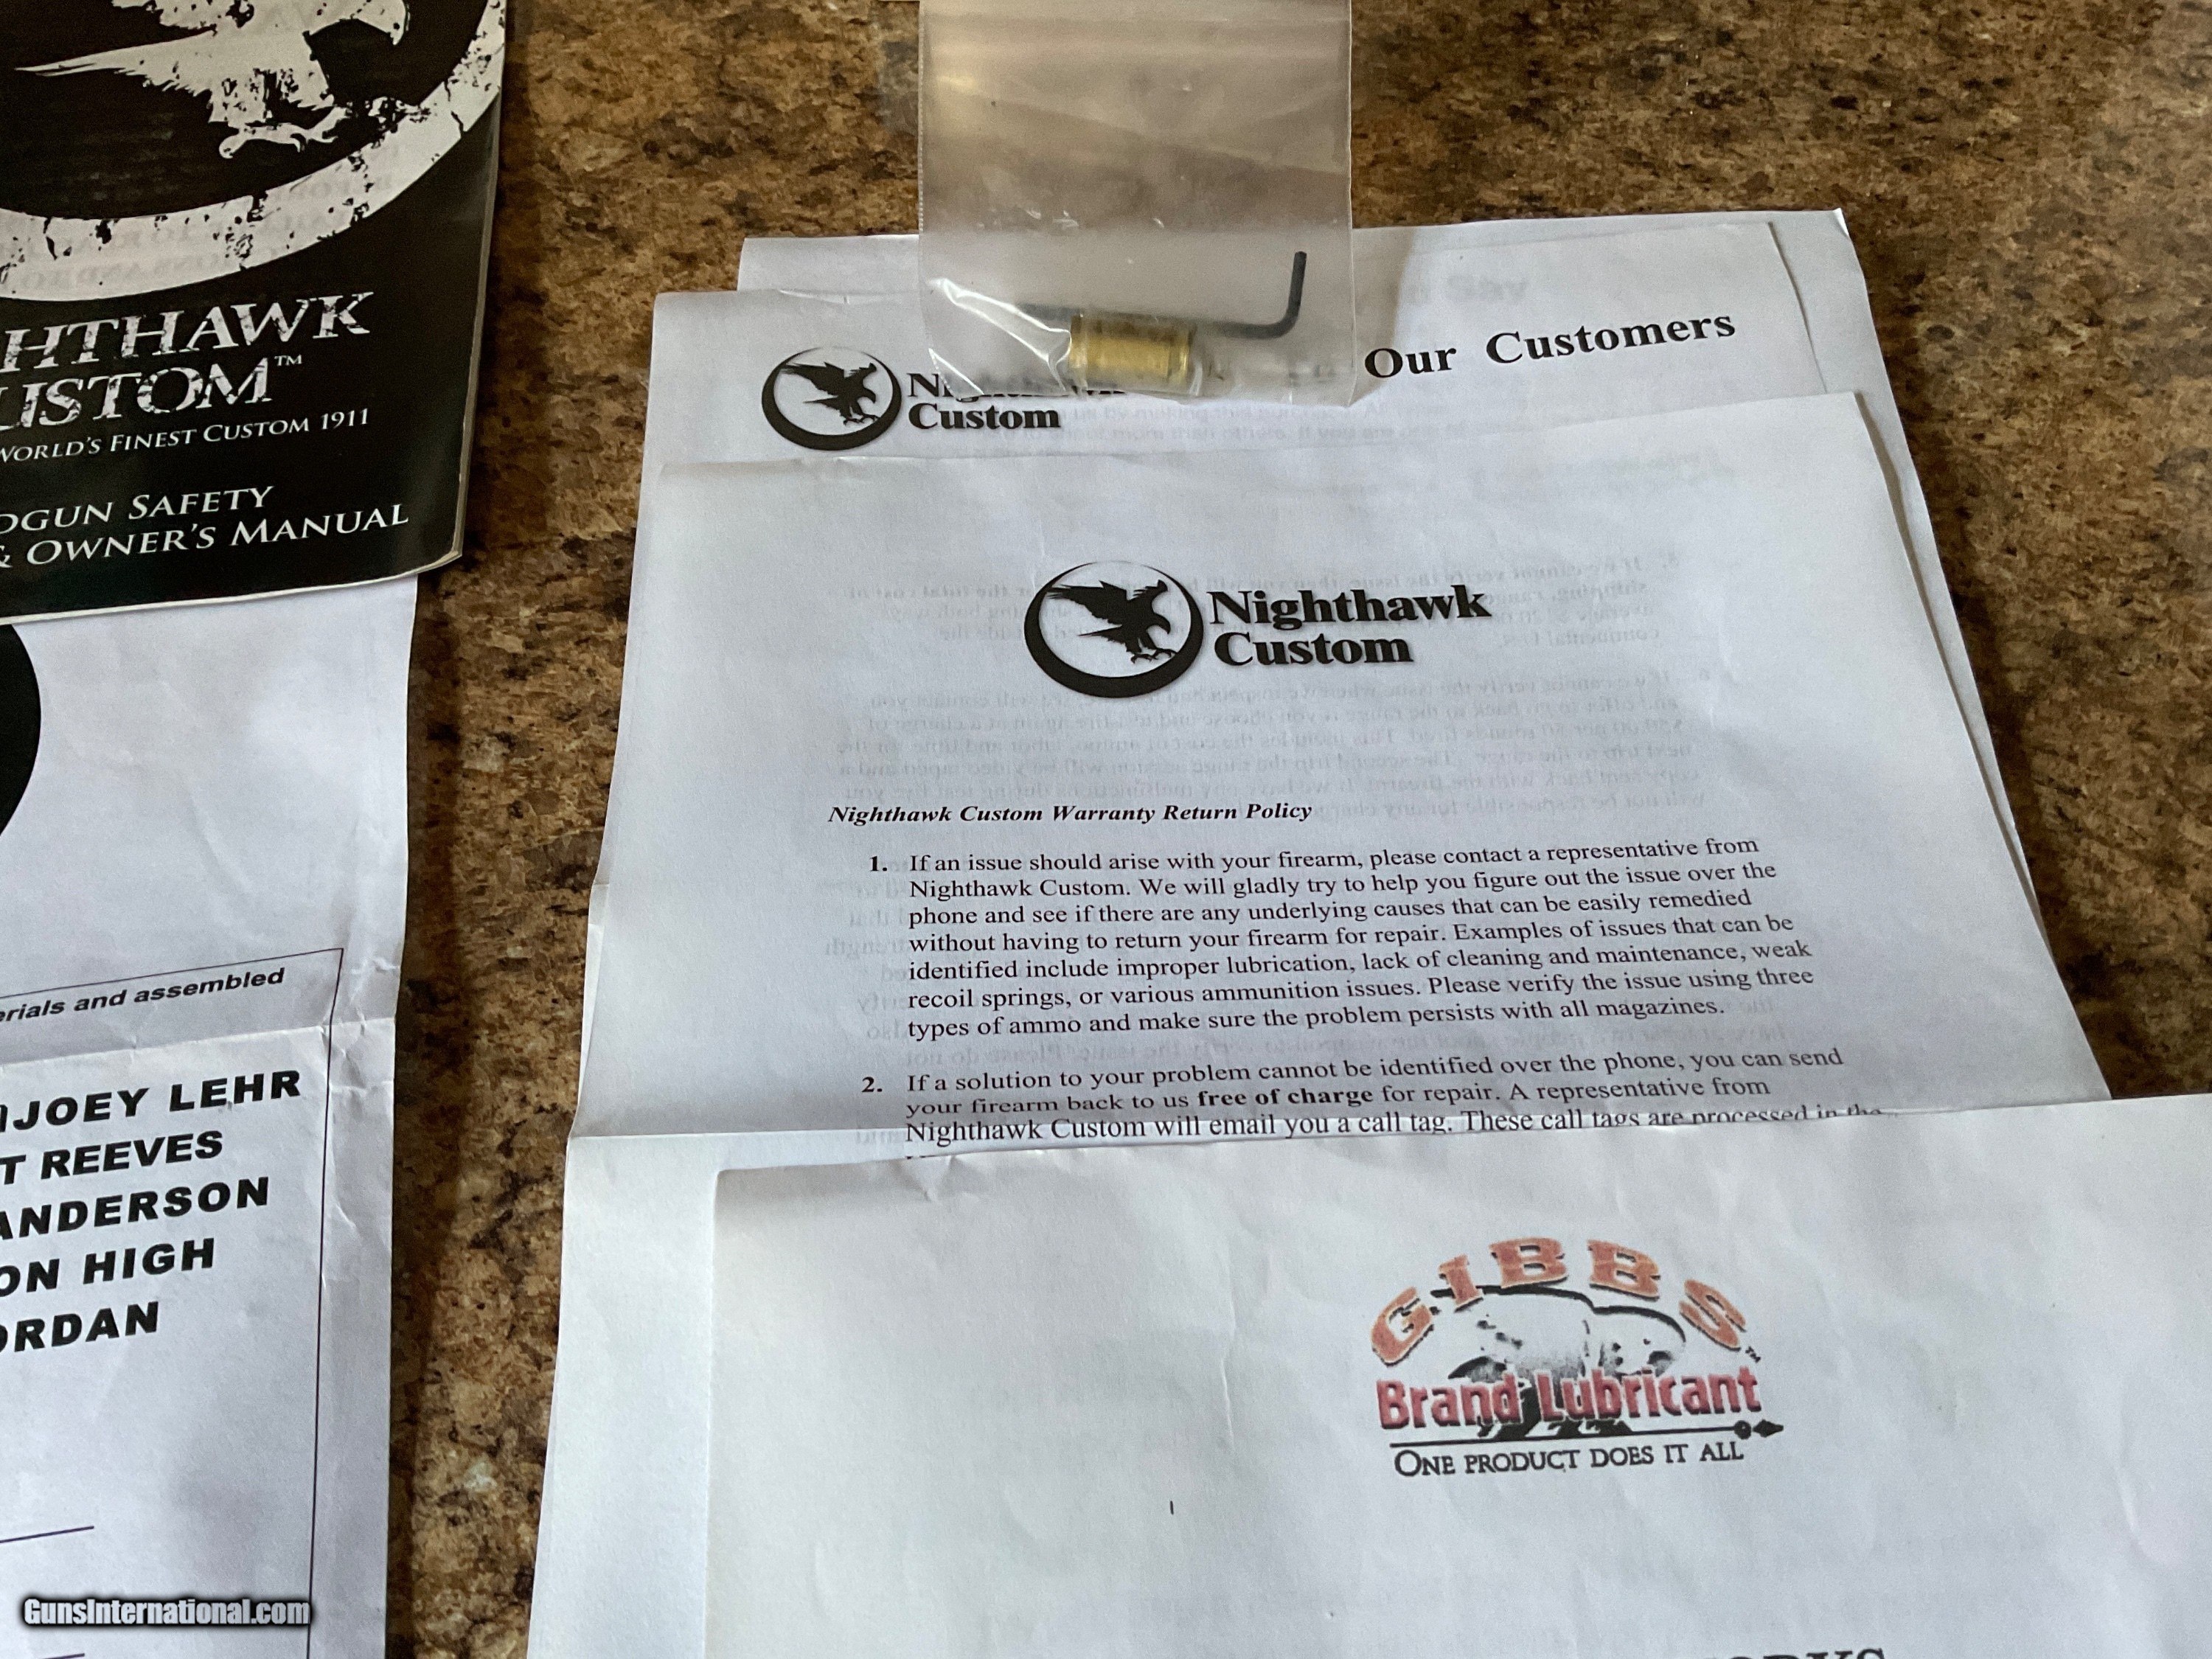 HTHAWK
USTOM™
WORLD'S FINEST CUSTOM 1911
DGUN SAFETY
& OWNER'S MANUAL
erials and assembled
JOEY LEHR
T REEVES
ANDERSON
ON HIGH
ORDAN
Our Customers
Custom
Nighthawk
Custom
Nighthawk Custom Warranty Return Policy
1. If an issue should arise with your firearm, please contact a representative from
Nighthawk Custom. We will gladly try to help you figure out the issue over the
phone and see if there are any underlying causes that can be easily remedied
without having to return your firearm for repair. Examples of issues that can be
identified include improper lubrication, lack of cleaning and maintenance, weak
recoil springs, or various ammunition issues. Please verify the issue using three
types of ammo and make sure the problem persists with all magazines.
2. If a solution to your problem cannot be identified over the phone, you can send
your firearm back to us free of charge for repair. A representative from
Nighthawk Custom will email you a call tag. These call tags are processed in the
GIBBS™
Brand Lubricant
ONE PRODUCT DOES IT ALL
GunsInternational.com